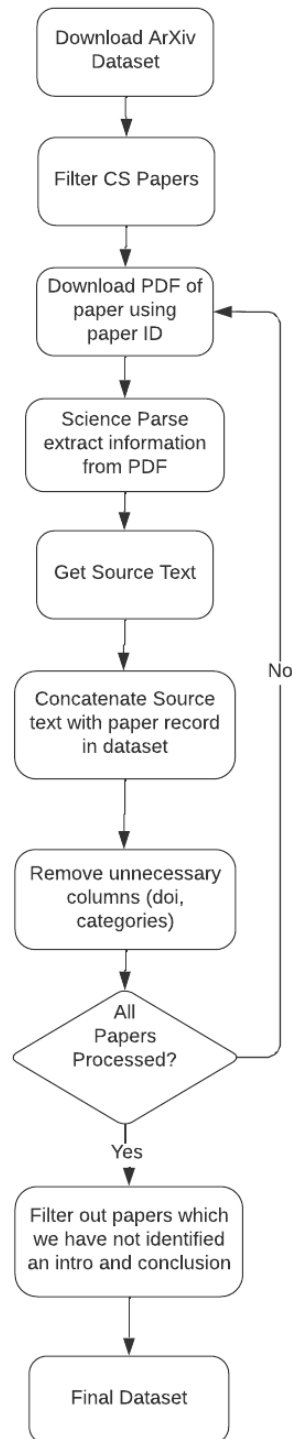 Download ArXiv
Dataset
Filter CS Papers
Download PDF of
paper using
paper ID
Science Parse
extract information
from PDF
Get Source Text
No
Concatenate Source
text with paper record
in dataset
Remove unnecessary
columns (doi,
categories)
All
Papers
Processed?
Yes
Filter out papers which
we have not identified
an intro and conclusion
Final Dataset